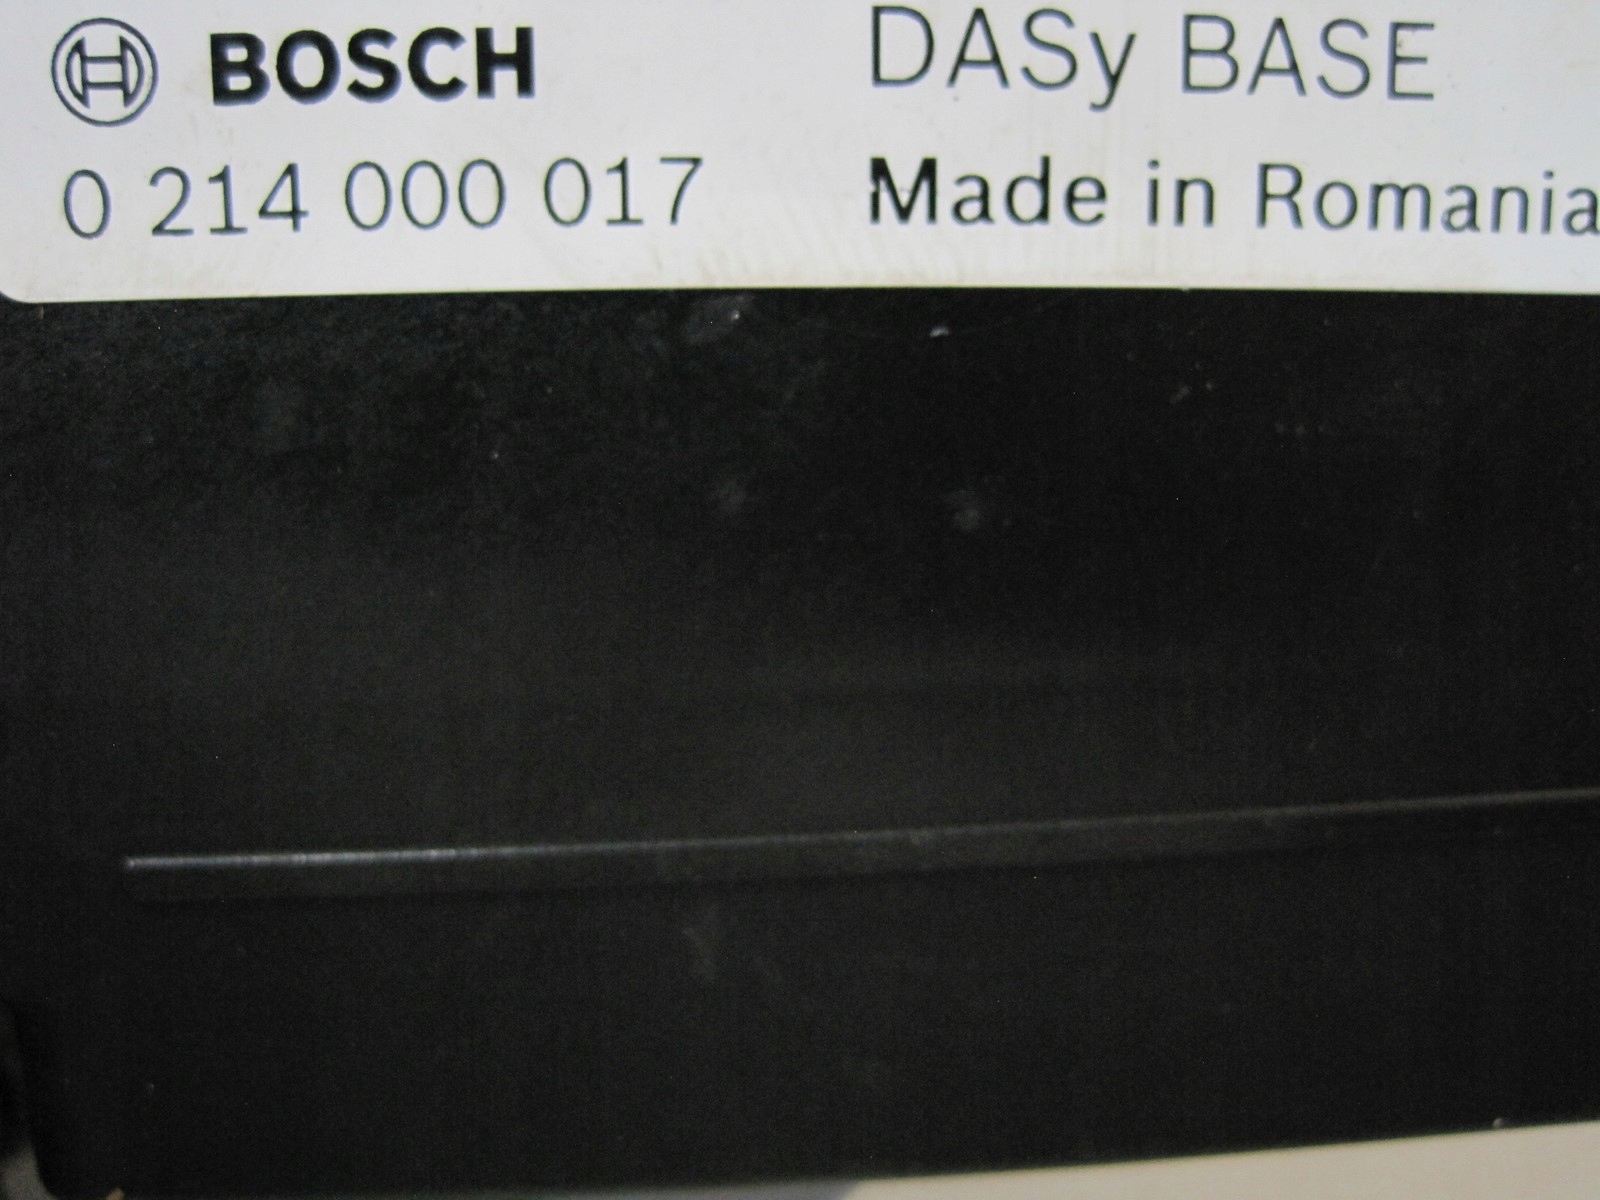 BOSCH DASy BASE
0 214 000 017 Made in Romania